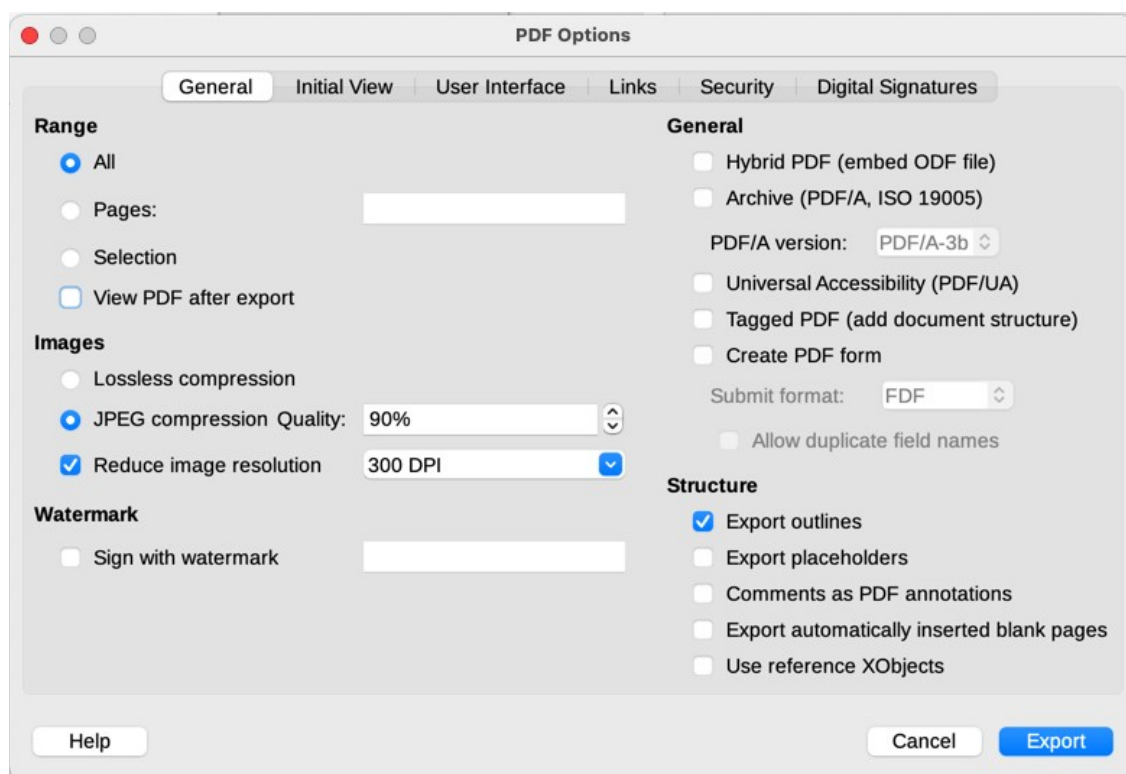 PDF Options
General Initial View User Interface Links Security Digital Signatures
Range
All
Pages:
Selection
View PDF after export
Images
Lossless compression
JPEG compression Quality: 90%
Reduce image resolution 300 DPI
Watermark
Sign with watermark
General
Hybrid PDF (embed ODF file)
Archive (PDF/A, ISO 19005)
PDF/A version: PDF/A-3b
Universal Accessibility (PDF/UA)
Tagged PDF (add document structure)
Create PDF form
Submit format: FDF
Allow duplicate field names
Structure
Export outlines
Export placeholders
Comments as PDF annotations
Export automatically inserted blank pages
Use reference XObjects
Help Cancel Export